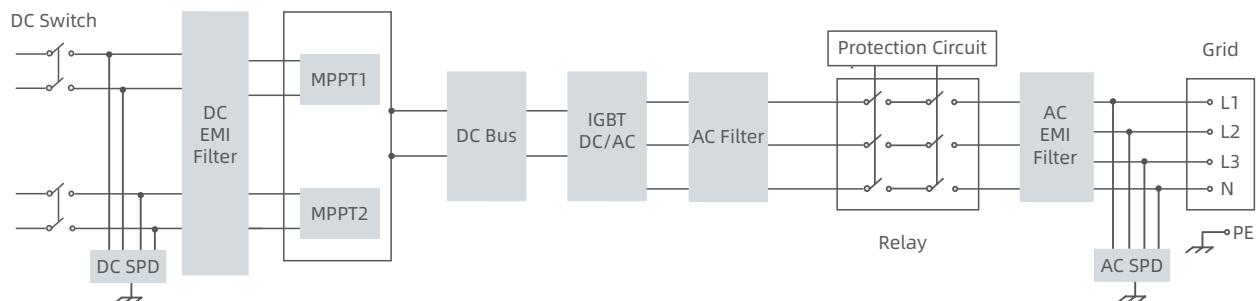 DC Switch
DC
EMI
Filter
MPPT1
MPPT2
DC SPD
DC Bus
IGBT
DC/AC
AC Filter
Protection Circuit
Relay
AC
EMI
Filter
Grid
L1
L2
L3
N
PE
AC SPD